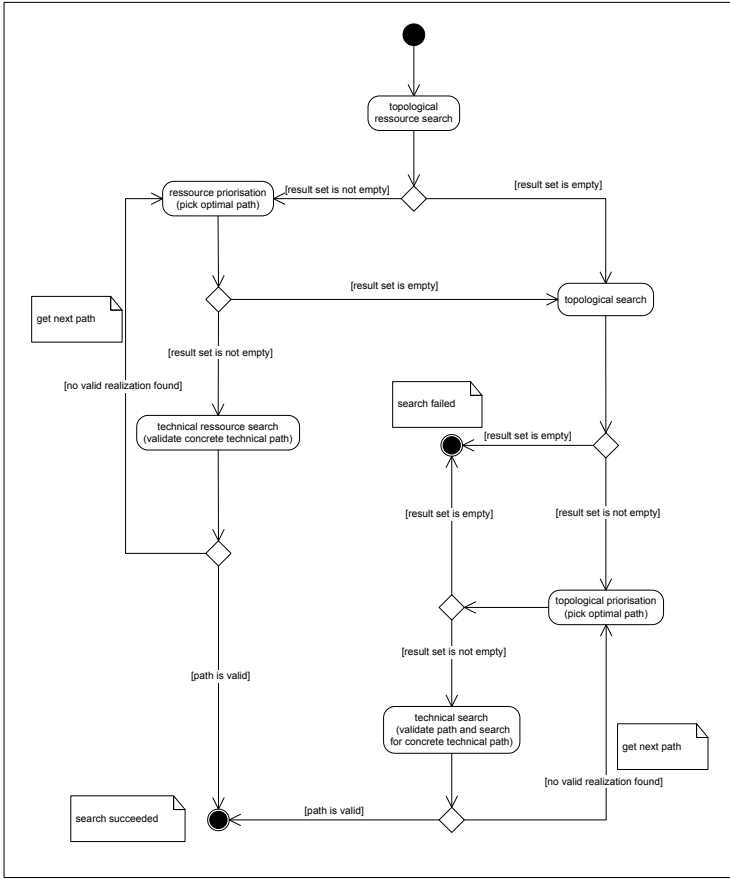 topological
ressource search
[result set is not empty]
[result set is empty]
ressource priorisation
(pick optimal path)
[result set is empty]
topological search
get next path
[result set is not empty]
[no valid realization found]
search failed
technical ressource search
(validate concrete technical path)
[result set is empty]
[result set is empty]
[result set is not empty]
topological priorisation
(pick optimal path)
[result set is not empty]
[path is valid]
technical search
(validate path and search
for concrete technical path)
get next path
[no valid realization found]
search succeeded
[path is valid]